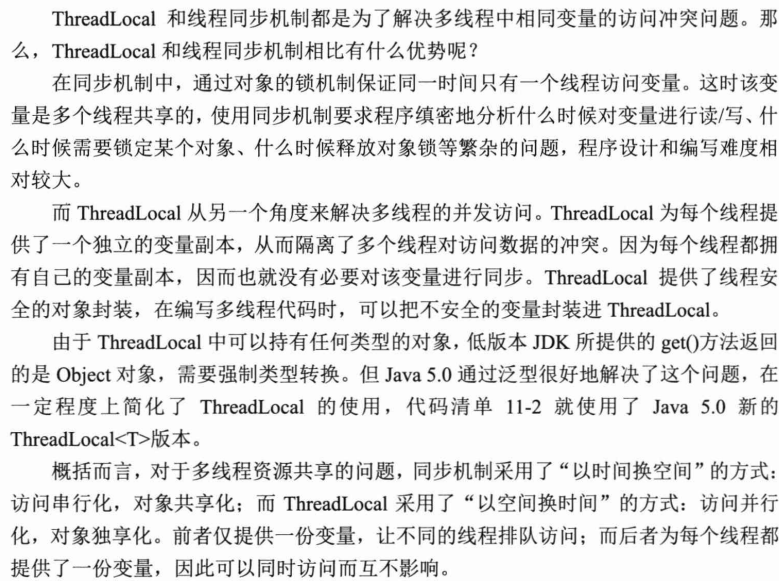 ThreadLocal 和线程同步机制都是为了解决多线程中相同变量的访问冲突问题。那
么，ThreadLocal 和线程同步机制相比有什么优势呢？
在同步机制中，通过对象的锁机制保证同一时间只有一个线程访问变量。这时该变
量是多个线程共享的，使用同步机制要求程序缜密地分析什么时候对变量进行读/写、什
么时候需要锁定某个对象、什么时候释放对象锁等繁杂的问题，程序设计和编写难度相
对较大。
而 ThreadLocal 从另一个角度来解决多线程的并发访问。ThreadLocal 为每个线程提
供了一个独立的变量副本，从而隔离了多个线程对访问数据的冲突。因为每个线程都拥
有自己的变量副本，因而也就没有必要对该变量进行同步。ThreadLocal 提供了线程安
全的对象封装，在编写多线程代码时，可以把不安全的变量封装进 ThreadLocal。
由于 ThreadLocal 中可以持有任何类型的对象，低版本 JDK 所提供的 get()方法返回
的是 Object 对象，需要强制类型转换。但 Java 5.0 通过泛型很好地解决了这个问题，在
一定程度上简化了 ThreadLocal 的使用，代码清单 11-2 就使用了 Java 5.0 新的
ThreadLocal<T>版本。
概括而言，对于多线程资源共享的问题，同步机制采用了“以时间换空间”的方式：
访问串行化，对象共享化；而 ThreadLocal 采用了“以空间换时间”的方式：访问并行
化，对象独享化。前者仅提供一份变量，让不同的线程排队访问；而后者为每个线程都
提供了一份变量，因此可以同时访问而互不影响。